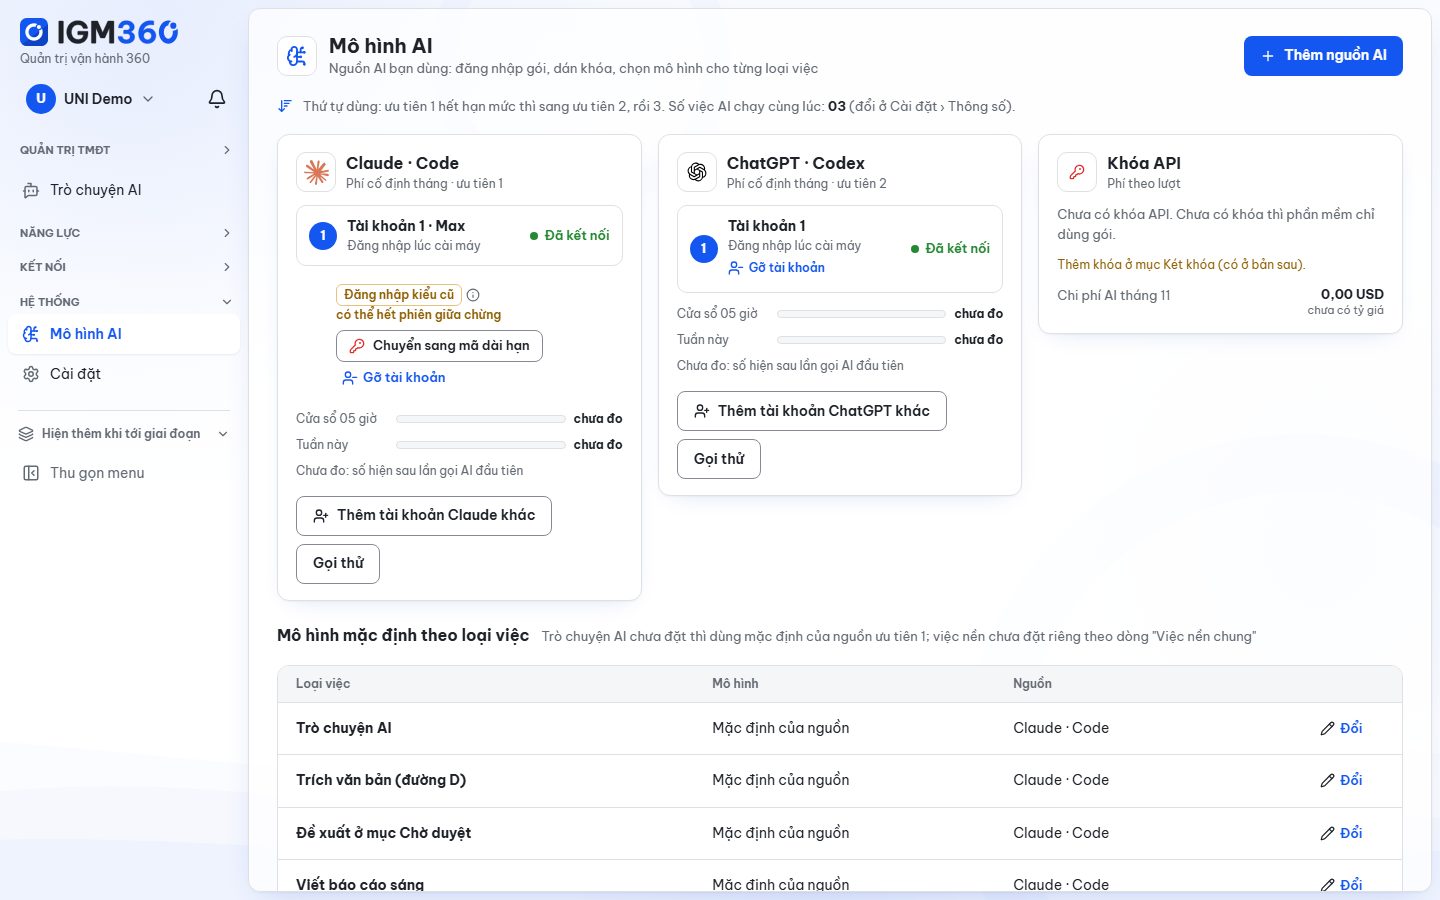 IGM360
Quản trị vận hành 360
U UNI Demo
QUẢN TRỊ TMĐT
Trò chuyện AI
NĂNG LỰC
KẾT NỐI
HỆ THỐNG
Mô hình AI
Cài đặt
Hiện thêm khi tới giai đoạn
Thu gọn menu
Mô hình AI
Nguồn AI bạn dùng: đăng nhập gói, dán khóa, chọn mô hình cho từng loại việc
Thêm nguồn AI
Thứ tự dùng: ưu tiên 1 hết hạn mức thì sang ưu tiên 2, rồi 3. Số việc AI chạy cùng lúc: 03 (đổi ở Cài đặt › Thông số).
Claude · Code
Phí cố định tháng · ưu tiên 1
1
Tài khoản 1 · Max
Đăng nhập lúc cài máy
Đã kết nối
Đăng nhập kiểu cũ
có thể hết phiên giữa chừng
Chuyển sang mã dài hạn
Gỡ tài khoản
Cửa sổ 05 giờ chưa đo
Tuần này chưa đo
Chưa đo: số hiện sau lần gọi AI đầu tiên
Thêm tài khoản Claude khác
Gọi thử
ChatGPT · Codex
Phí cố định tháng · ưu tiên 2
1
Tài khoản 1
Đăng nhập lúc cài máy
Gỡ tài khoản
Đã kết nối
Cửa sổ 05 giờ chưa đo
Tuần này chưa đo
Chưa đo: số hiện sau lần gọi AI đầu tiên
Thêm tài khoản ChatGPT khác
Gọi thử
Khóa API
Phí theo lượt
Chưa có khóa API. Chưa có khóa thì phần mềm chỉ
dùng gói.
Thêm khóa ở mục Két khóa (có ở bản sau).
Chi phí AI tháng 11 0,00 USD
chưa có tỷ giá
Mô hình mặc định theo loại việc Trò chuyện AI chưa đặt thì dùng mặc định của nguồn ưu tiên 1; việc nền chưa đặt riêng theo dòng "Việc nền chung"
Loại việc Mô hình Nguồn
Trò chuyện AI Mặc định của nguồn Claude · Code Đổi
Trích văn bản (đường D) Mặc định của nguồn Claude · Code Đổi
Đề xuất ở mục Chờ duyệt Mặc định của nguồn Claude · Code Đổi
Viết báo cáo sáng Mặc định của nguồn Claude · Code Đổi